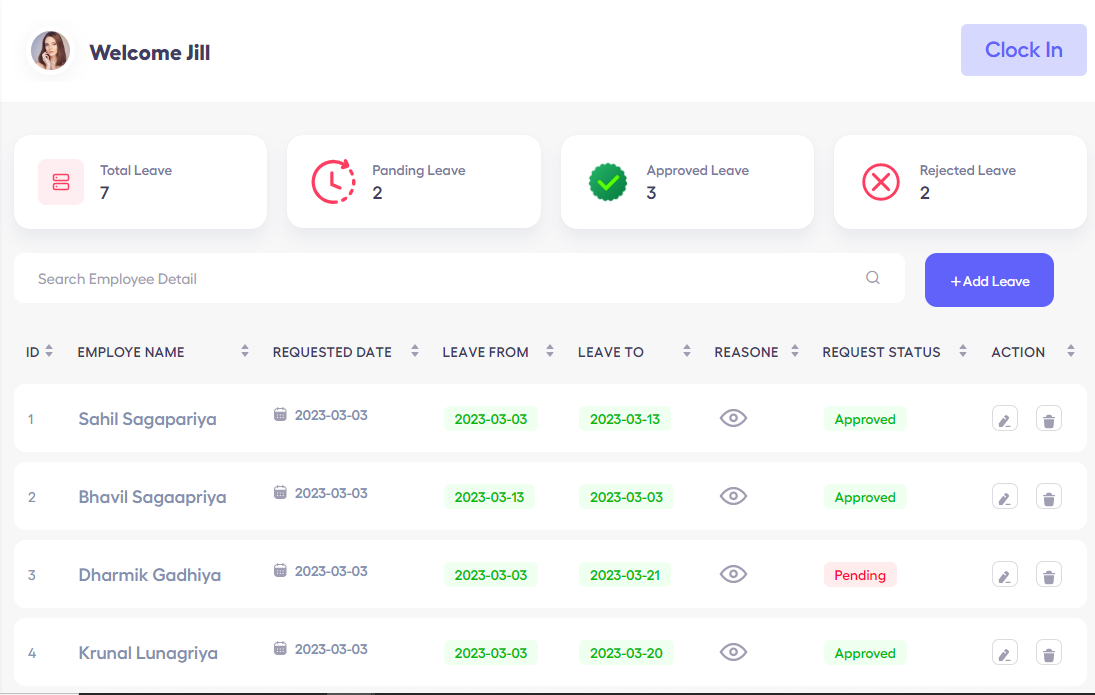 Welcome Jill
Clock In
Total Leave
7
Panding Leave
2
Approved Leave
3
Rejected Leave
2
Search Employee Detail
+Add Leave
ID EMPLOYE NAME REQUESTED DATE LEAVE FROM LEAVE TO REASONE REQUEST STATUS ACTION
1 Sahil Sagapariya 2023-03-03 2023-03-03 2023-03-13 Approved
2 Bhavil Sagaapriya 2023-03-03 2023-03-13 2023-03-03 Approved
3 Dharmik Gadhiya 2023-03-03 2023-03-03 2023-03-21 Pending
4 Krunal Lunagriya 2023-03-03 2023-03-03 2023-03-20 Approved